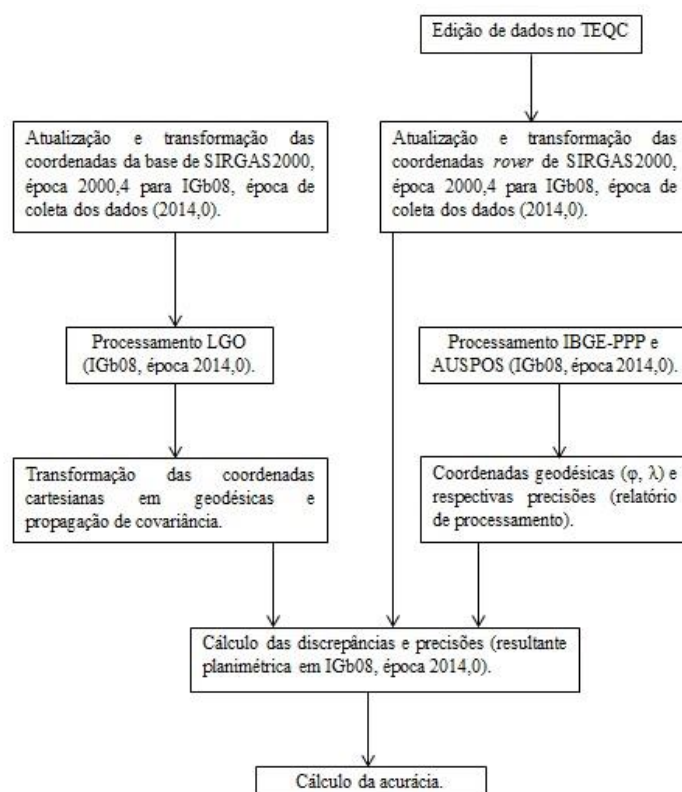 Edição de dados no TEQC
Atualização e transformação das
coordenadas da base de SIRGAS2000,
época 2000,4 para IGb08, época de
coleta dos dados (2014,0).
Atualização e transformação das
coordenadas rover de SIRGAS2000,
época 2000,4 para IGb08, época de
coleta dos dados (2014,0).
Processamento LGO
(IGb08, época 2014,0).
Processamento IBGE-PPP e
AUSPOS (IGb08, época 2014,0).
Transformação das coordenadas
cartesianas em geodésicas e
propagação de covariância.
Coordenadas geodésicas (φ, λ) e
respectivas precisões (relatório
de processamento).
Cálculo das discrepâncias e precisões (resultante
planimétrica em IGb08, época 2014,0).
Cálculo da acurácia.